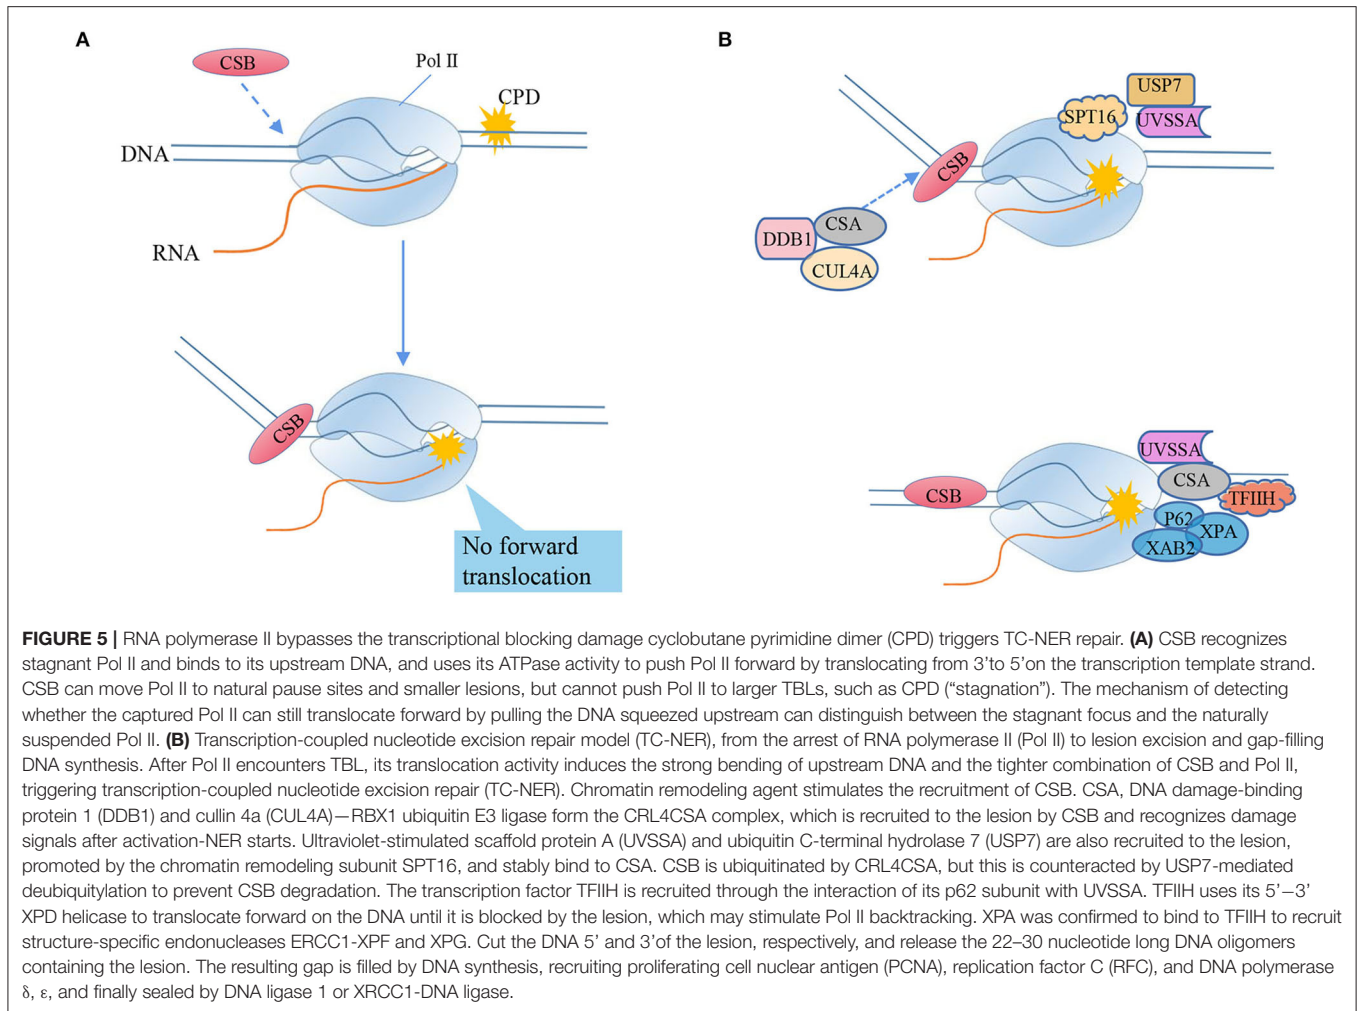 A
CSB
Pol II
CPD
DNA
RNA
CSB
No forward
translocation
B
USP7
SPT16
UVSSA
CSB
CSA
DDB1
CUL4A
UVSSA
CSA
CSB
TFIIH
P62
XPA
XAB2
FIGURE 5 | RNA polymerase II bypasses the transcriptional blocking damage cyclobutane pyrimidine dimer (CPD) triggers TC-NER repair. (A) CSB recognizes
stagnant Pol II and binds to its upstream DNA, and uses its ATPase activity to push Pol II forward by translocating from 3'to 5'on the transcription template strand.
CSB can move Pol II to natural pause sites and smaller lesions, but cannot push Pol II to larger TBLs, such as CPD (“stagnation”). The mechanism of detecting
whether the captured Pol II can still translocate forward by pulling the DNA squeezed upstream can distinguish between the stagnant focus and the naturally
suspended Pol II. (B) Transcription-coupled nucleotide excision repair model (TC-NER), from the arrest of RNA polymerase II (Pol II) to lesion excision and gap-filling
DNA synthesis. After Pol II encounters TBL, its translocation activity induces the strong bending of upstream DNA and the tighter combination of CSB and Pol II,
triggering transcription-coupled nucleotide excision repair (TC-NER). Chromatin remodeling agent stimulates the recruitment of CSB. CSA, DNA damage-binding
protein 1 (DDB1) and cullin 4a (CUL4A)—RBX1 ubiquitin E3 ligase form the CRL4CSA complex, which is recruited to the lesion by CSB and recognizes damage
signals after activation-NER starts. Ultraviolet-stimulated scaffold protein A (UVSSA) and ubiquitin C-terminal hydrolase 7 (USP7) are also recruited to the lesion,
promoted by the chromatin remodeling subunit SPT16, and stably bind to CSA. CSB is ubiquitinated by CRL4CSA, but this is counteracted by USP7-mediated
deubiquitylation to prevent CSB degradation. The transcription factor TFIIH is recruited through the interaction of its p62 subunit with UVSSA. TFIIH uses its 5'−3'
XPD helicase to translocate forward on the DNA until it is blocked by the lesion, which may stimulate Pol II backtracking. XPA was confirmed to bind to TFIIH to recruit
structure-specific endonucleases ERCC1-XPF and XPG. Cut the DNA 5' and 3'of the lesion, respectively, and release the 22–30 nucleotide long DNA oligomers
containing the lesion. The resulting gap is filled by DNA synthesis, recruiting proliferating cell nuclear antigen (PCNA), replication factor C (RFC), and DNA polymerase
δ, ε, and finally sealed by DNA ligase 1 or XRCC1-DNA ligase.